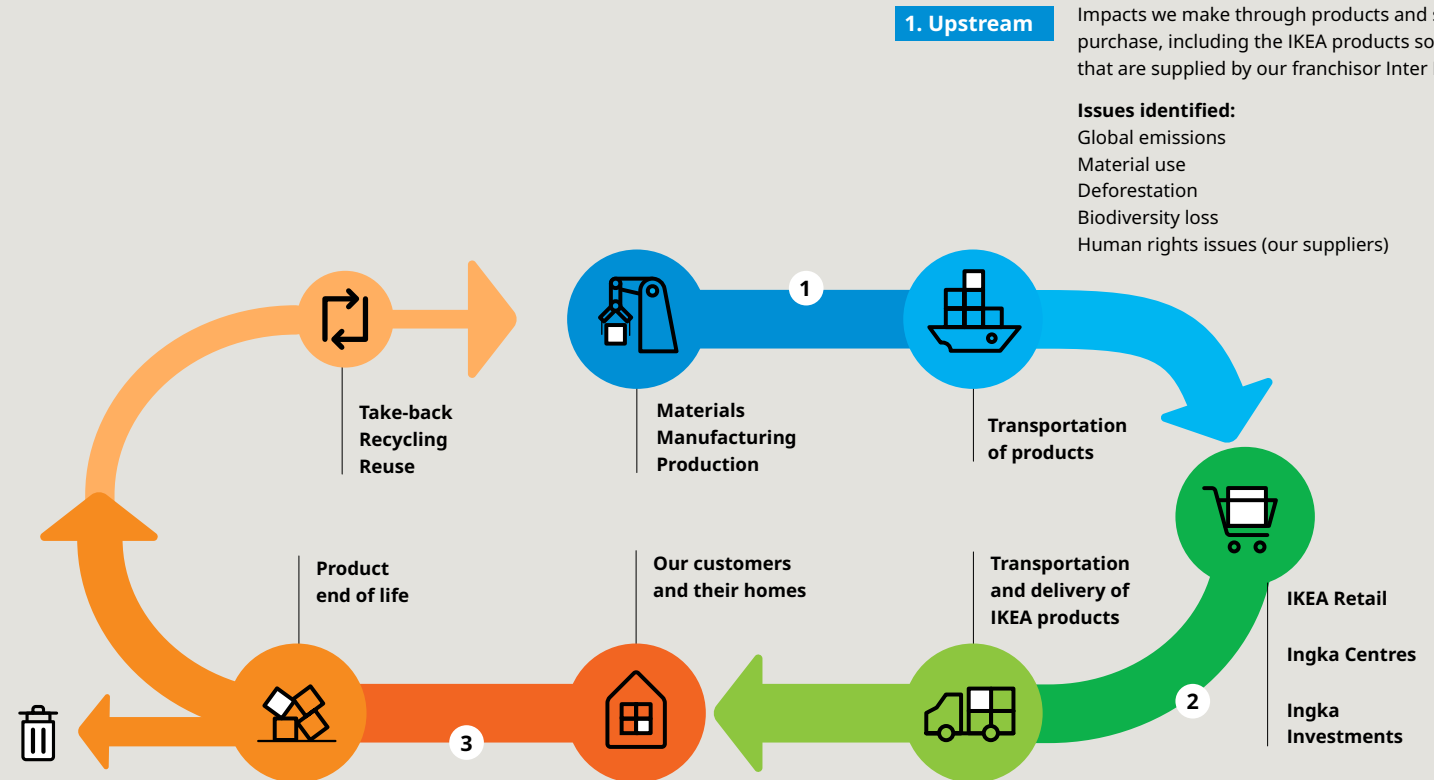 1. Upstream
Impacts we make through products and
purchase, including the IKEA products
that are supplied by our franchisor Inter
Issues identified:
Global emissions
Material use
Deforestation
Biodiversity loss
Human rights issues (our suppliers)
1
Take-back
Recycling
Reuse
Materials
Manufacturing
Production
Transportation
of products
Product
end of life
Our customers
and their homes
Transportation
and delivery of
IKEA products
IKEA Retail
Ingka Centres
Ingka
Investments
2
3